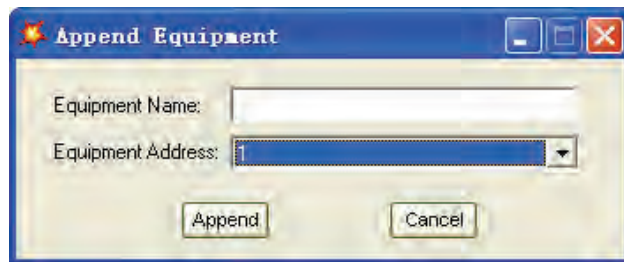 Append Equipment
Equipment Name:
Equipment Address: 1
Append Cancel